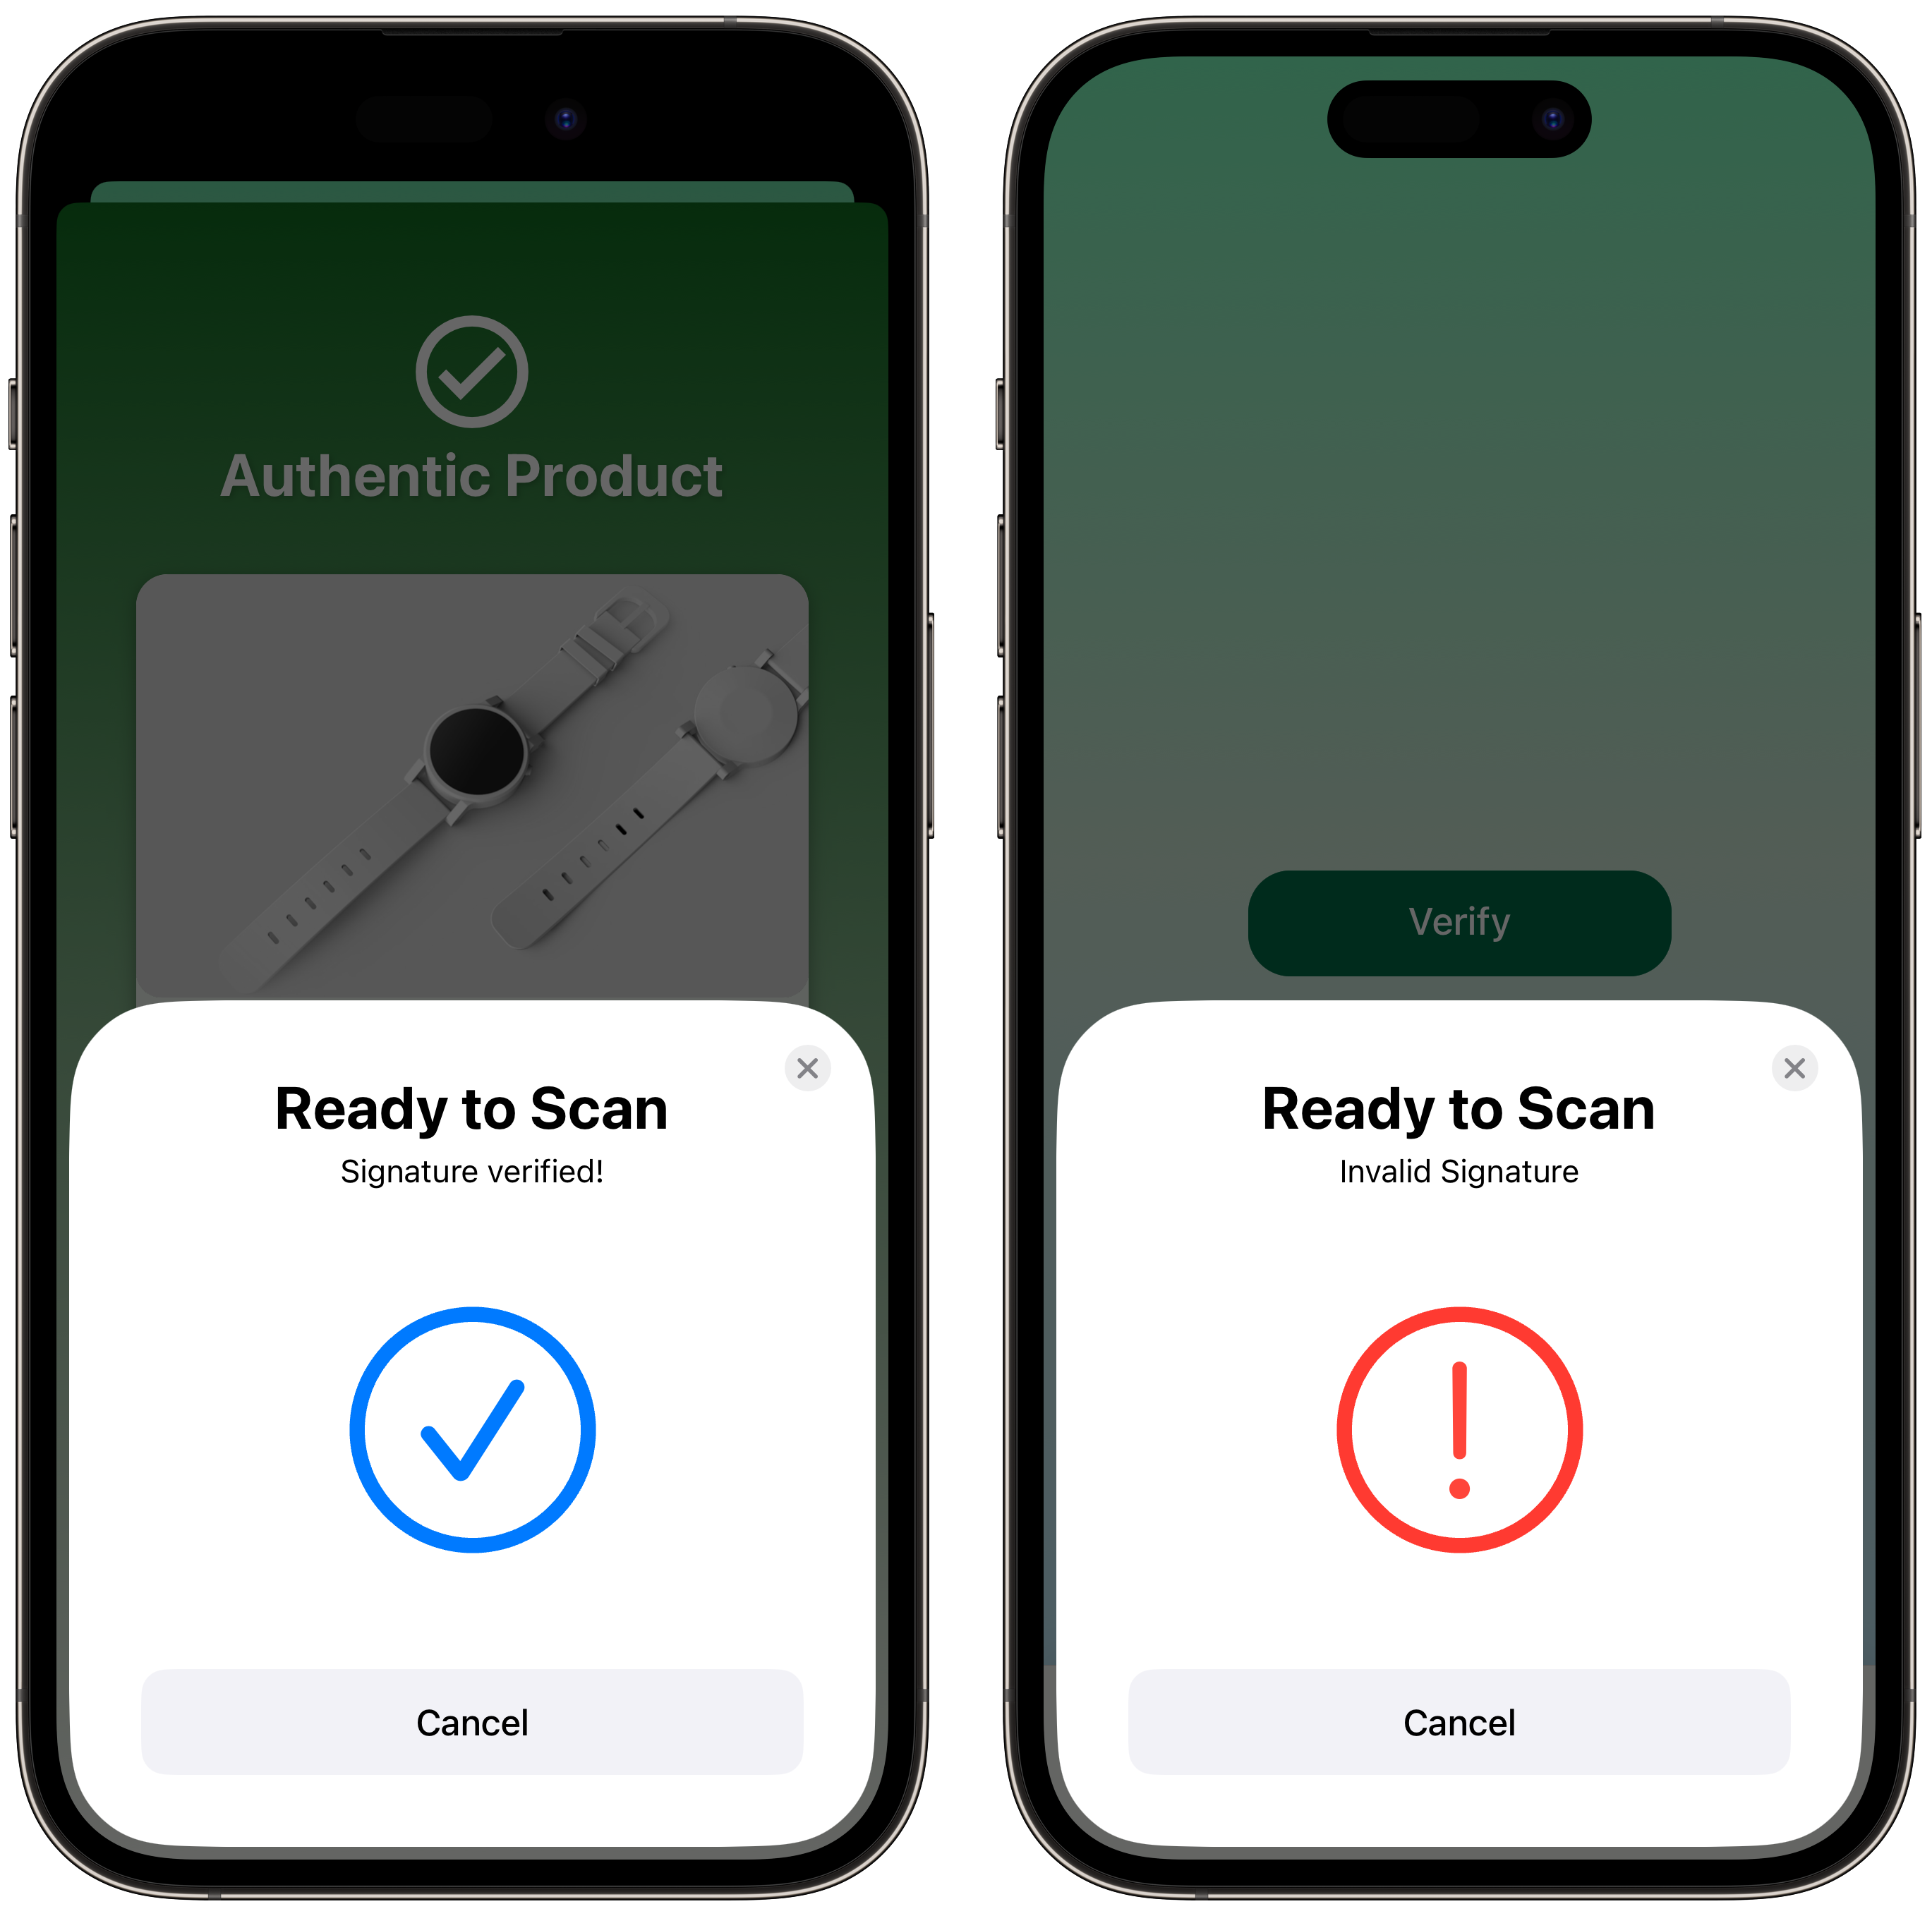 Authentic Product
Ready to Scan
Signature verified!
Cancel
Verify
Ready to Scan
Invalid Signature
Cancel